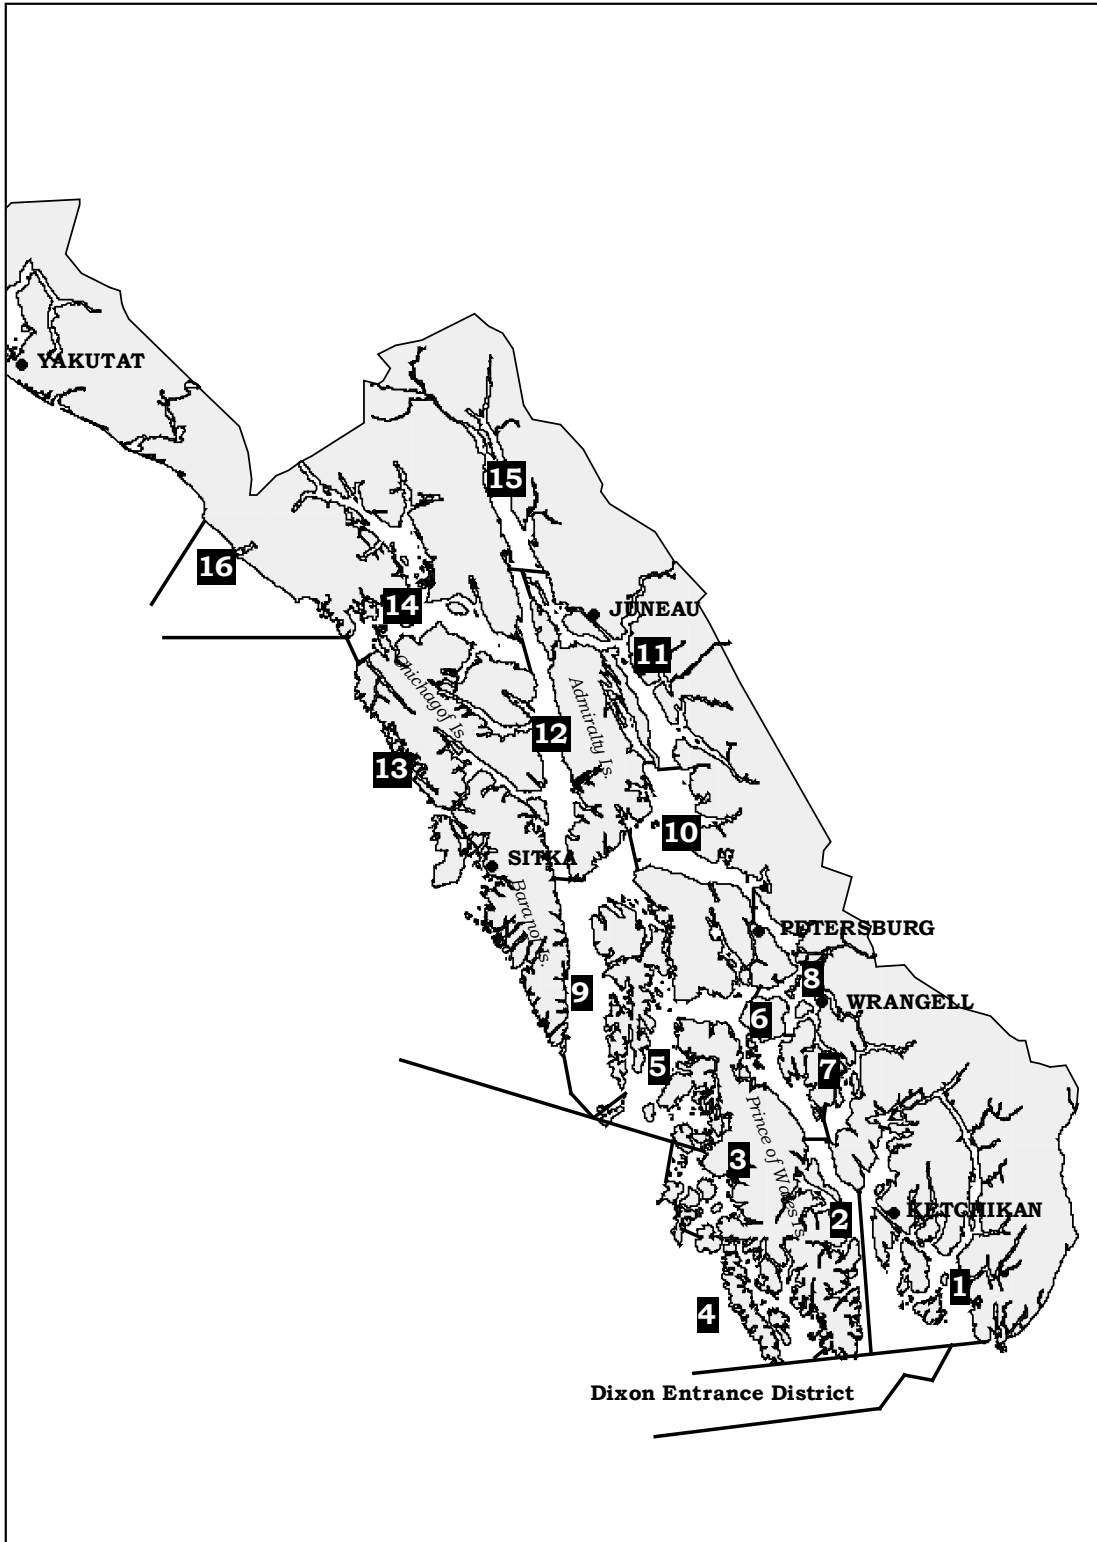 YAKUTAT
15
16
14
JUNEAU
11
Chichagof Is.
Admiralty Is.
12
13
10
SITKA
Baranof Is.
PETERSBURG
8
9
WRANGELL
6
5
7
Prince of Wales Is.
3
KETCHIKAN
2
1
4
Dixon Entrance District